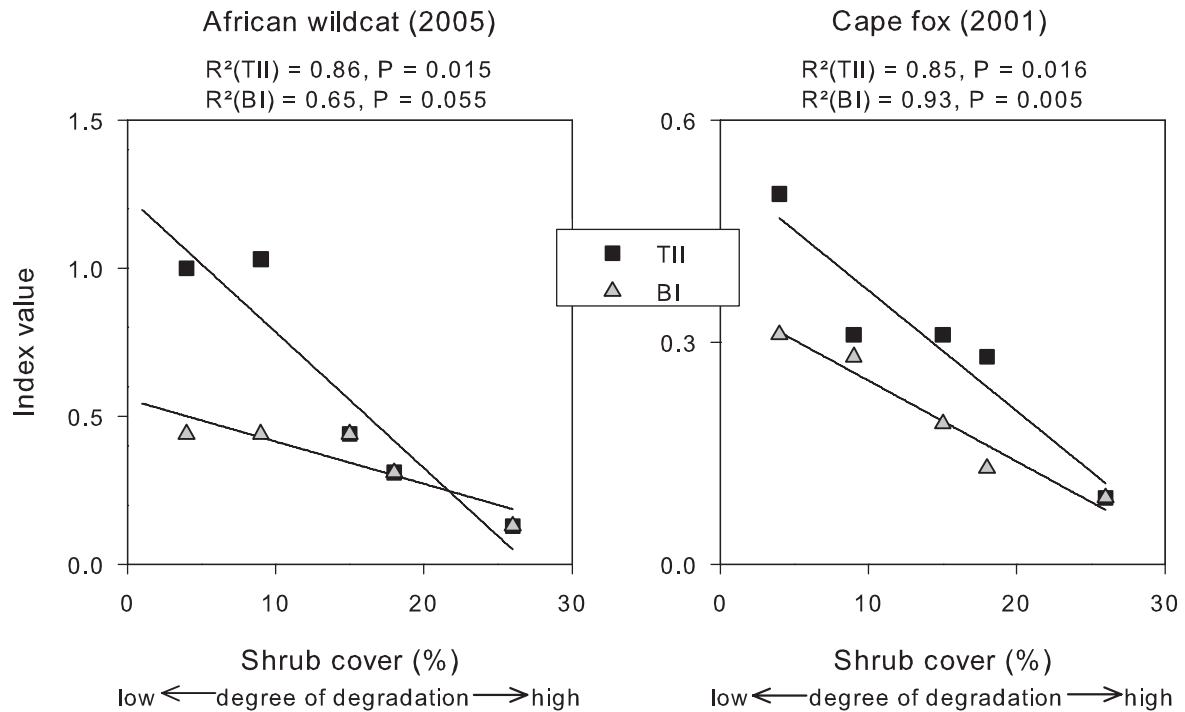 African wildcat (2005)
R²(TII) = 0.86, P = 0.015
R²(BI) = 0.65, P = 0.055
Cape fox (2001)
R²(TII) = 0.85, P = 0.016
R²(BI) = 0.93, P = 0.005
Index value
1.5
1.0
0.5
0.0
0
10
20
30
TII
BI
0.6
0.3
0.0
0
10
20
30
Shrub cover (%)
low degree of degradation high
Shrub cover (%)
low degree of degradation high